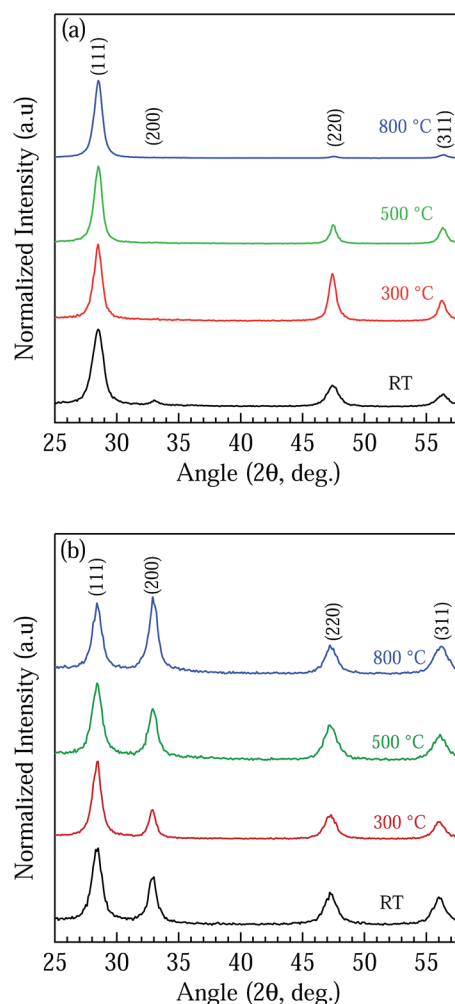 (a)
(111)
(200)
(220)
(311)
800 °C
500 °C
300 °C
RT
Normalized Intensity (a.u)
25 30 35 40 45 50 55
Angle (2θ, deg.)
(b)
(111)
(200)
(220)
(311)
800 °C
500 °C
300 °C
RT
Normalized Intensity (a.u)
25 30 35 40 45 50 55
Angle (2θ, deg.)